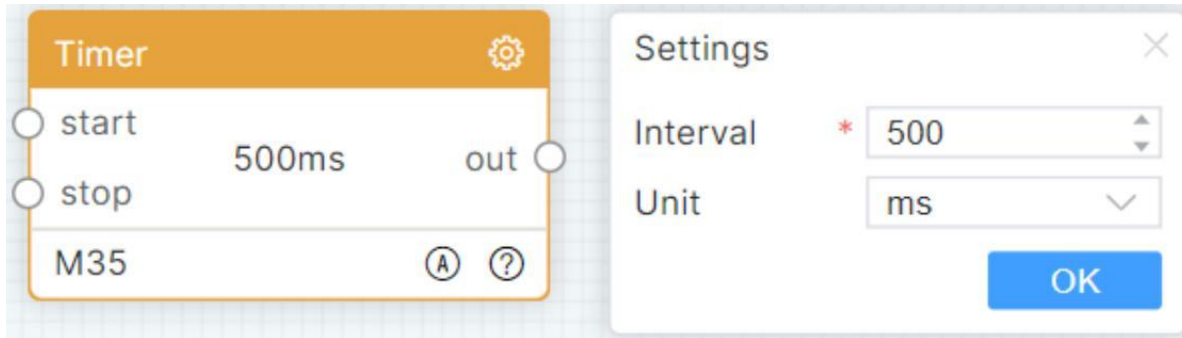 Timer
start
500ms
out
stop
M35
A ?
Settings
Interval * 500
Unit ms
OK